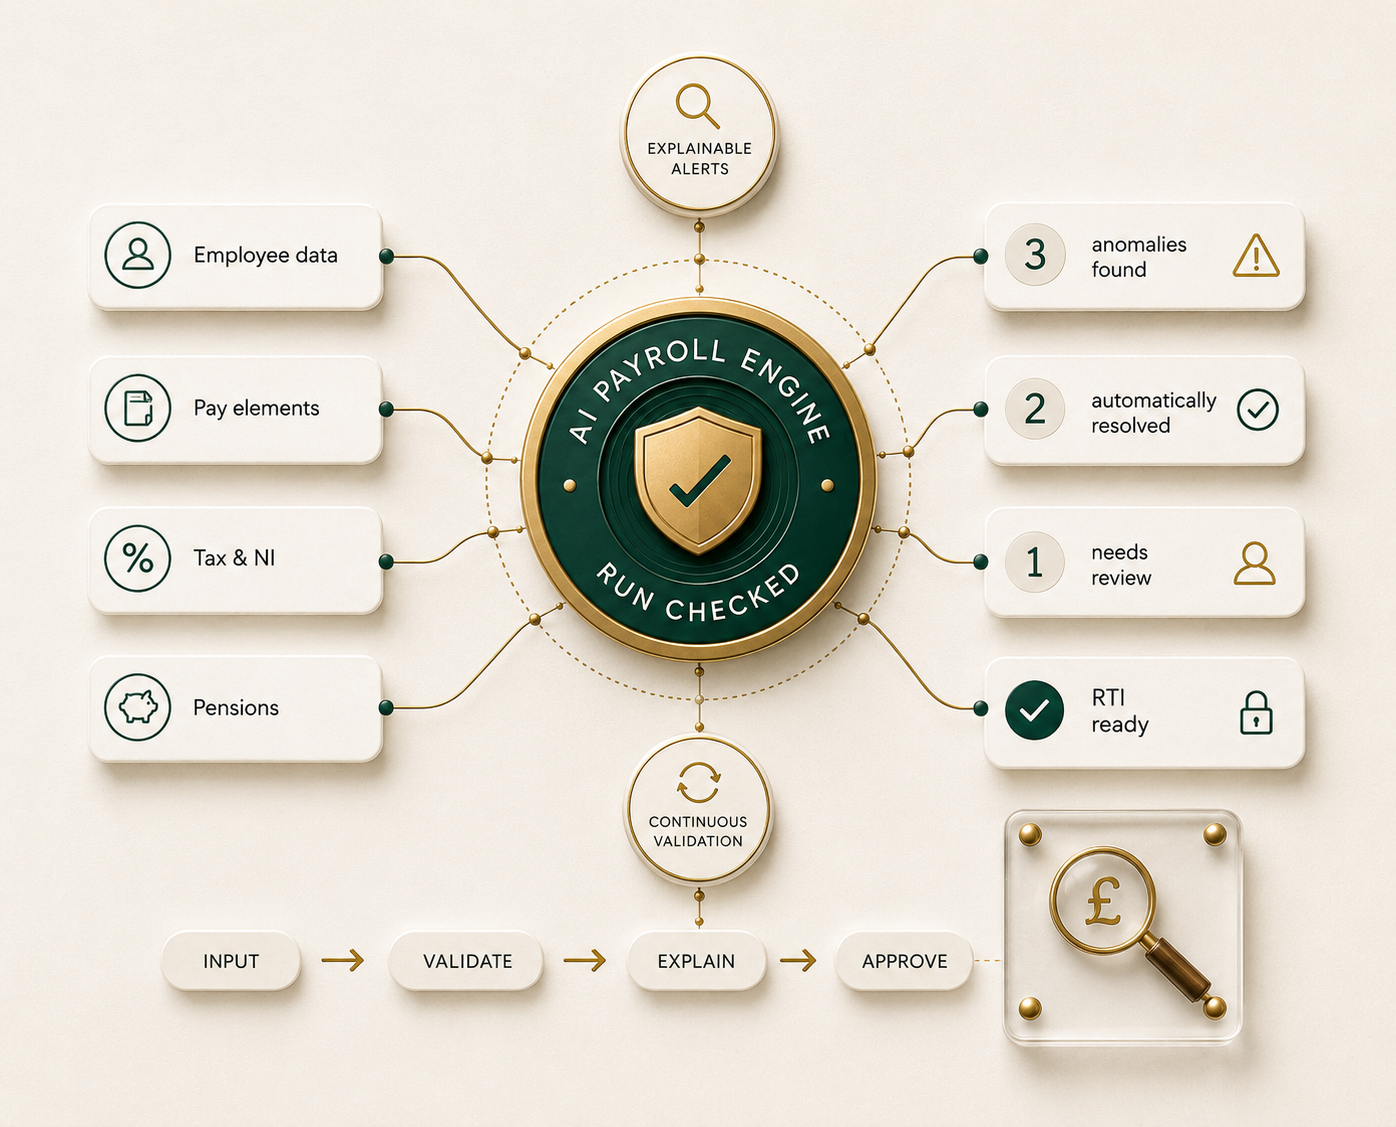 EXPLAINABLE
ALERTS
Employee data
Pay elements
Tax & NI
%
Pensions
AI PAYROLL ENGINE
RUN CHECKED
3
anomalies
found
2
automatically
resolved
1
needs
review
RTI
ready
CONTINUOUS
VALIDATION
INPUT
VALIDATE
EXPLAIN
APPROVE
£